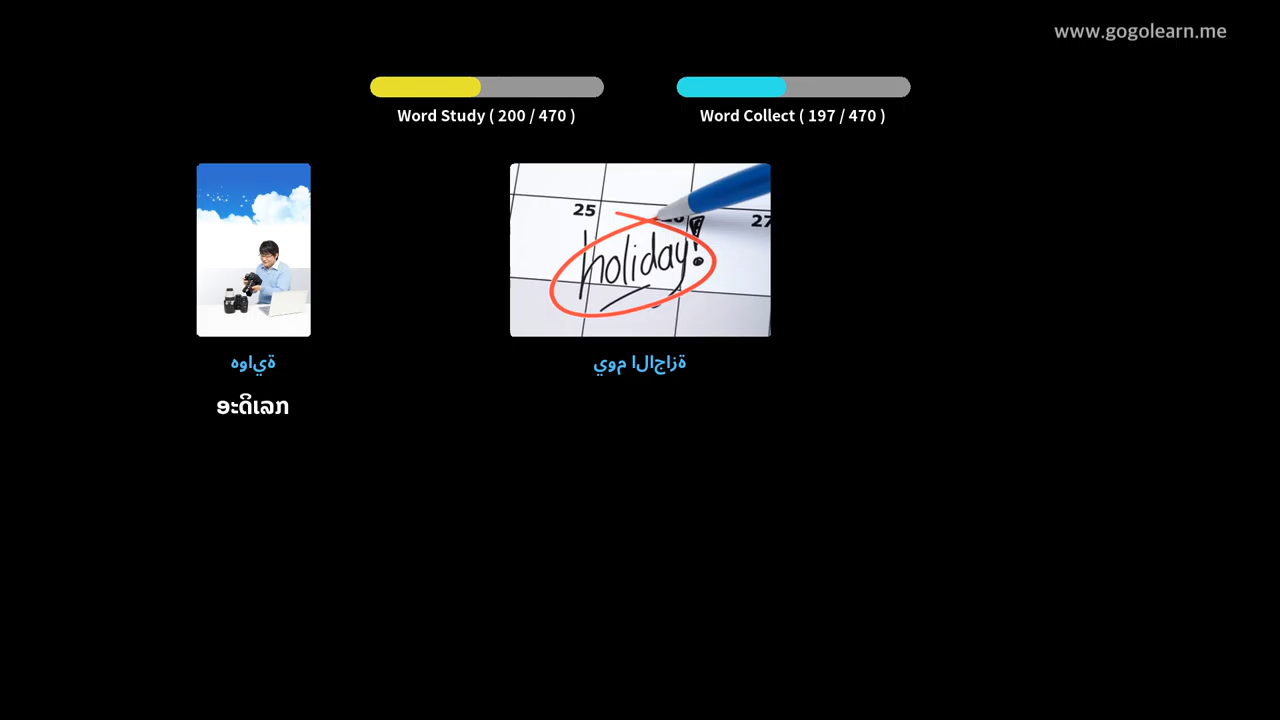 www.gogolearn.me
Word Study ( 200 / 470 )
Word Collect ( 197 / 470 )
25
27
holiday!
هواية
يوم الاجازة
ອະດິເລກ